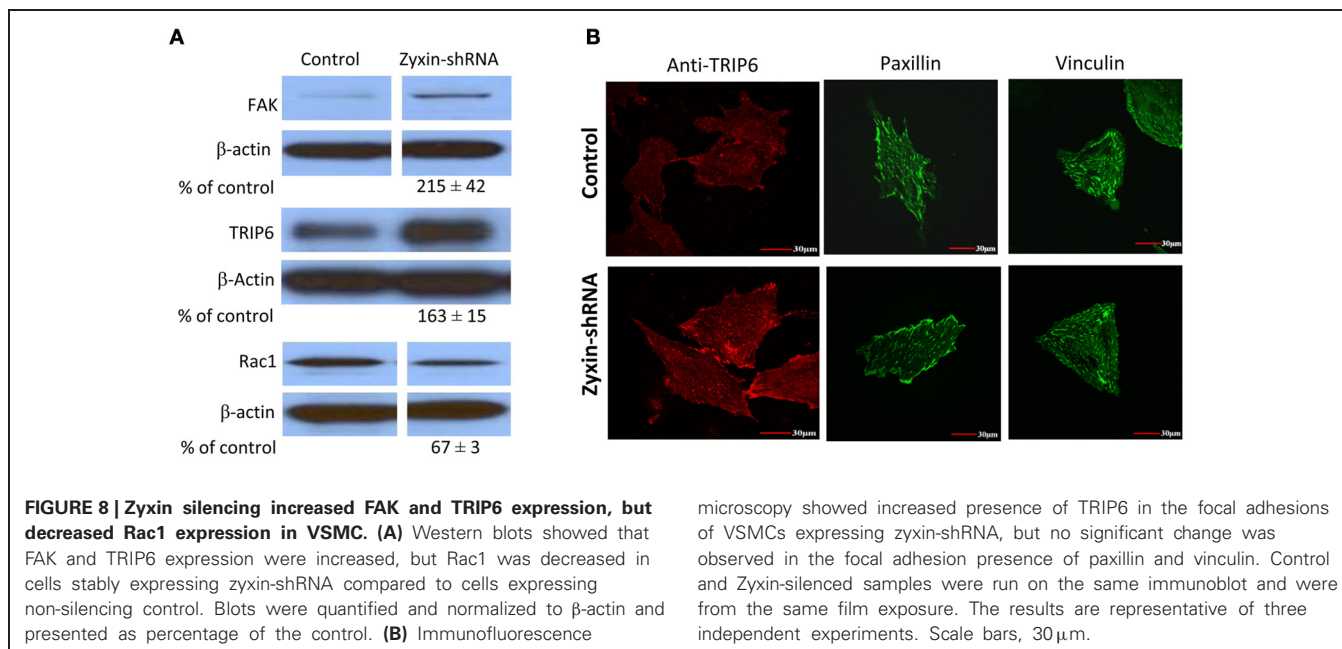 A
Control Zyxin-shRNA
FAK
β-actin
% of control 215 ± 42
TRIP6
β-Actin
% of control 163 ± 15
Rac1
β-actin
% of control 67 ± 3
B
Anti-TRIP6 Paxillin Vinculin
Control
30µm 30µm 30µm
Zyxin-shRNA
30µm 30µm 30µm
FIGURE 8 | Zyxin silencing increased FAK and TRIP6 expression, but
decreased Rac1 expression in VSMC. (A) Western blots showed that
FAK and TRIP6 expression were increased, but Rac1 was decreased in
cells stably expressing zyxin-shRNA compared to cells expressing
non-silencing control. Blots were quantified and normalized to β-actin and
presented as percentage of the control. (B) Immunofluorescence
microscopy showed increased presence of TRIP6 in the focal adhesions
of VSMCs expressing zyxin-shRNA, but no significant change was
observed in the focal adhesion presence of paxillin and vinculin. Control
and Zyxin-silenced samples were run on the same immunoblot and were
from the same film exposure. The results are representative of three
independent experiments. Scale bars, 30 µm.